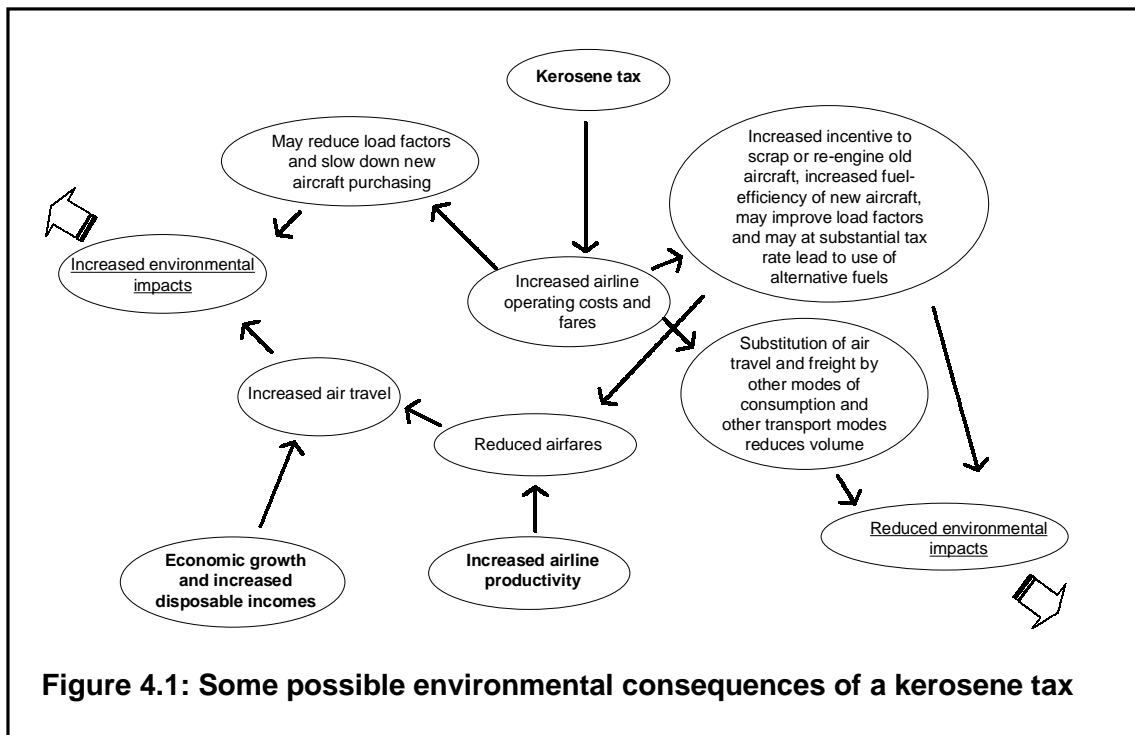 Kerosene tax
May reduce load factors
and slow down new
aircraft purchasing
Increased incentive to
scrap or re-engine old
aircraft, increased fuel-
efficiency of new aircraft,
may improve load factors
and may at substantial tax
rate lead to use of
alternative fuels
Increased environmental
impacts
Increased airline
operating costs and
fares
Substitution of air
travel and freight by
other modes of
consumption and
other transport modes
reduces volume
Increased air travel
Reduced airfares
Reduced environmental
impacts
Economic growth
and increased
disposable incomes
Increased airline
productivity
Figure 4.1: Some possible environmental consequences of a kerosene tax